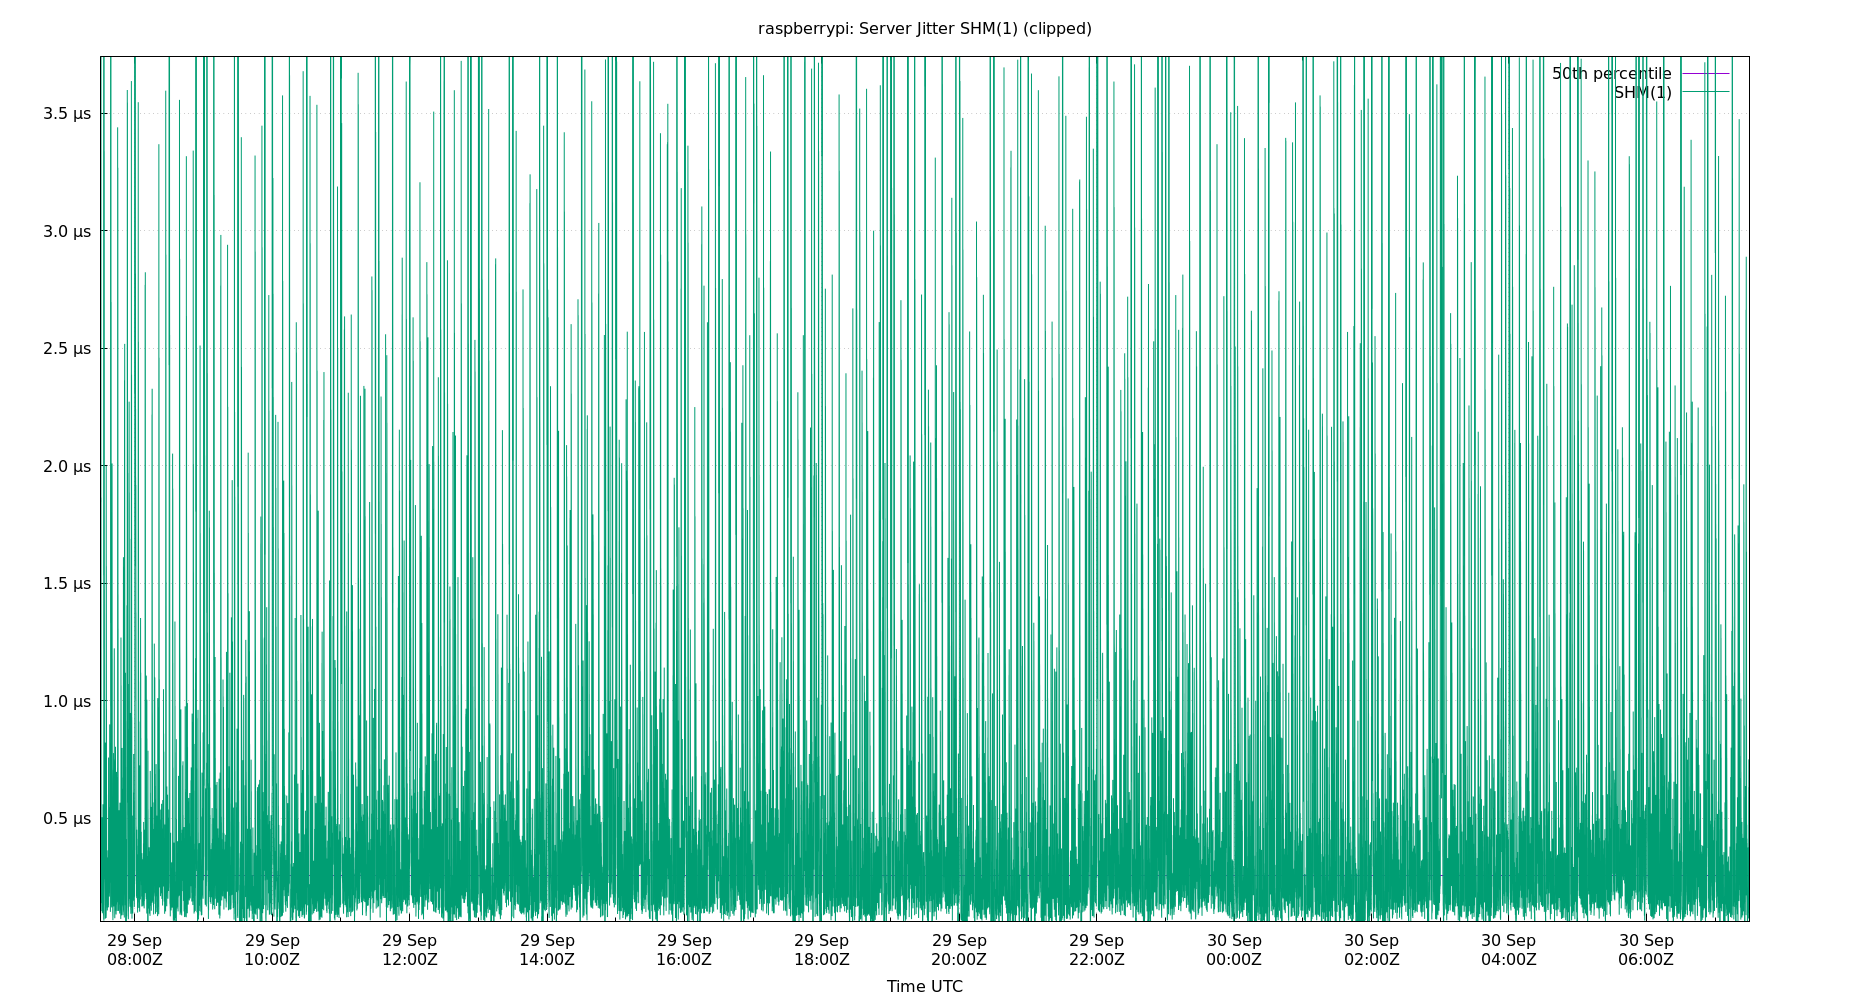 raspberrypi: Server Jitter SHM(1) (clipped)
50th percentile
SHM(1)
3.5 µs
3.0 µs
2.5 µs
2.0 µs
1.5 µs
1.0 µs
0.5 µs
29 Sep 29 Sep 29 Sep 29 Sep 29 Sep 29 Sep 29 Sep 29 Sep 30 Sep 30 Sep 30 Sep 30 Sep
08:00Z 10:00Z 12:00Z 14:00Z 16:00Z 18:00Z 20:00Z 22:00Z 00:00Z 02:00Z 04:00Z 06:00Z
Time UTC